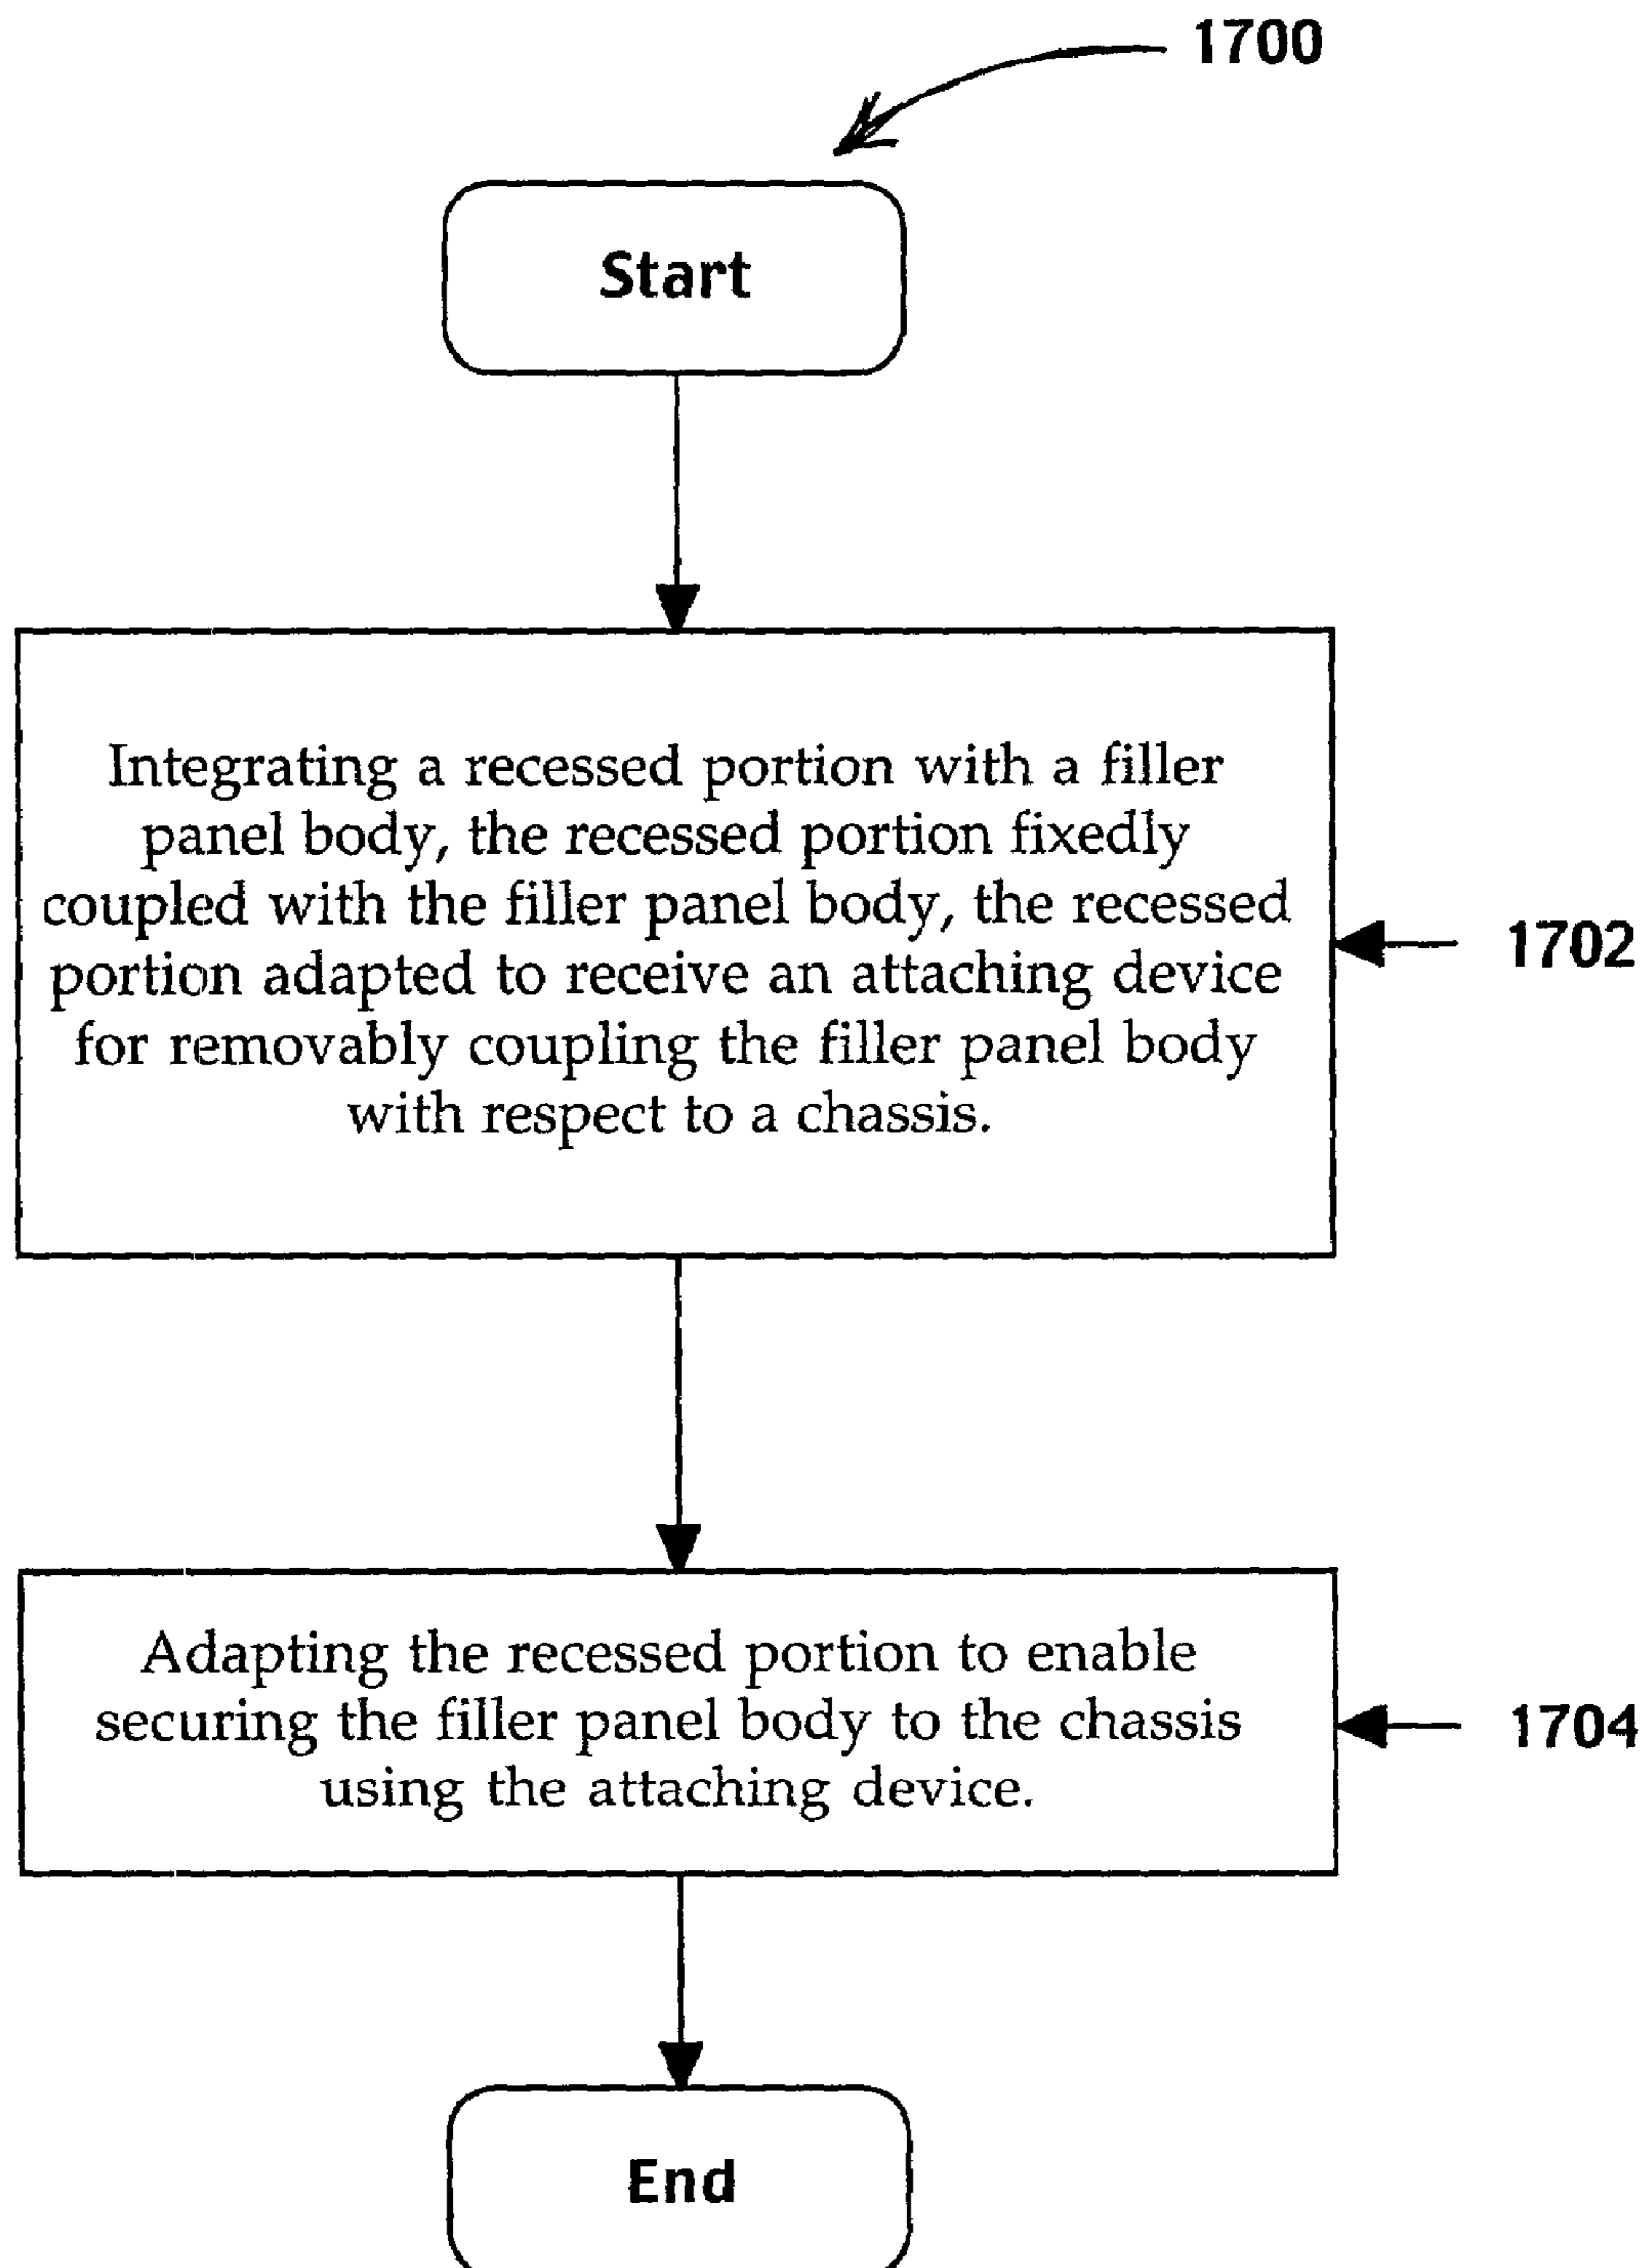 1700
Start
Integrating a recessed portion with a filler
panel body, the recessed portion fixedly
coupled with the filler panel body, the recessed
portion adapted to receive an attaching device
for removably coupling the filler panel body
with respect to a chassis.
1702
Adapting the recessed portion to enable
securing the filler panel body to the chassis
using the attaching device.
1704
End